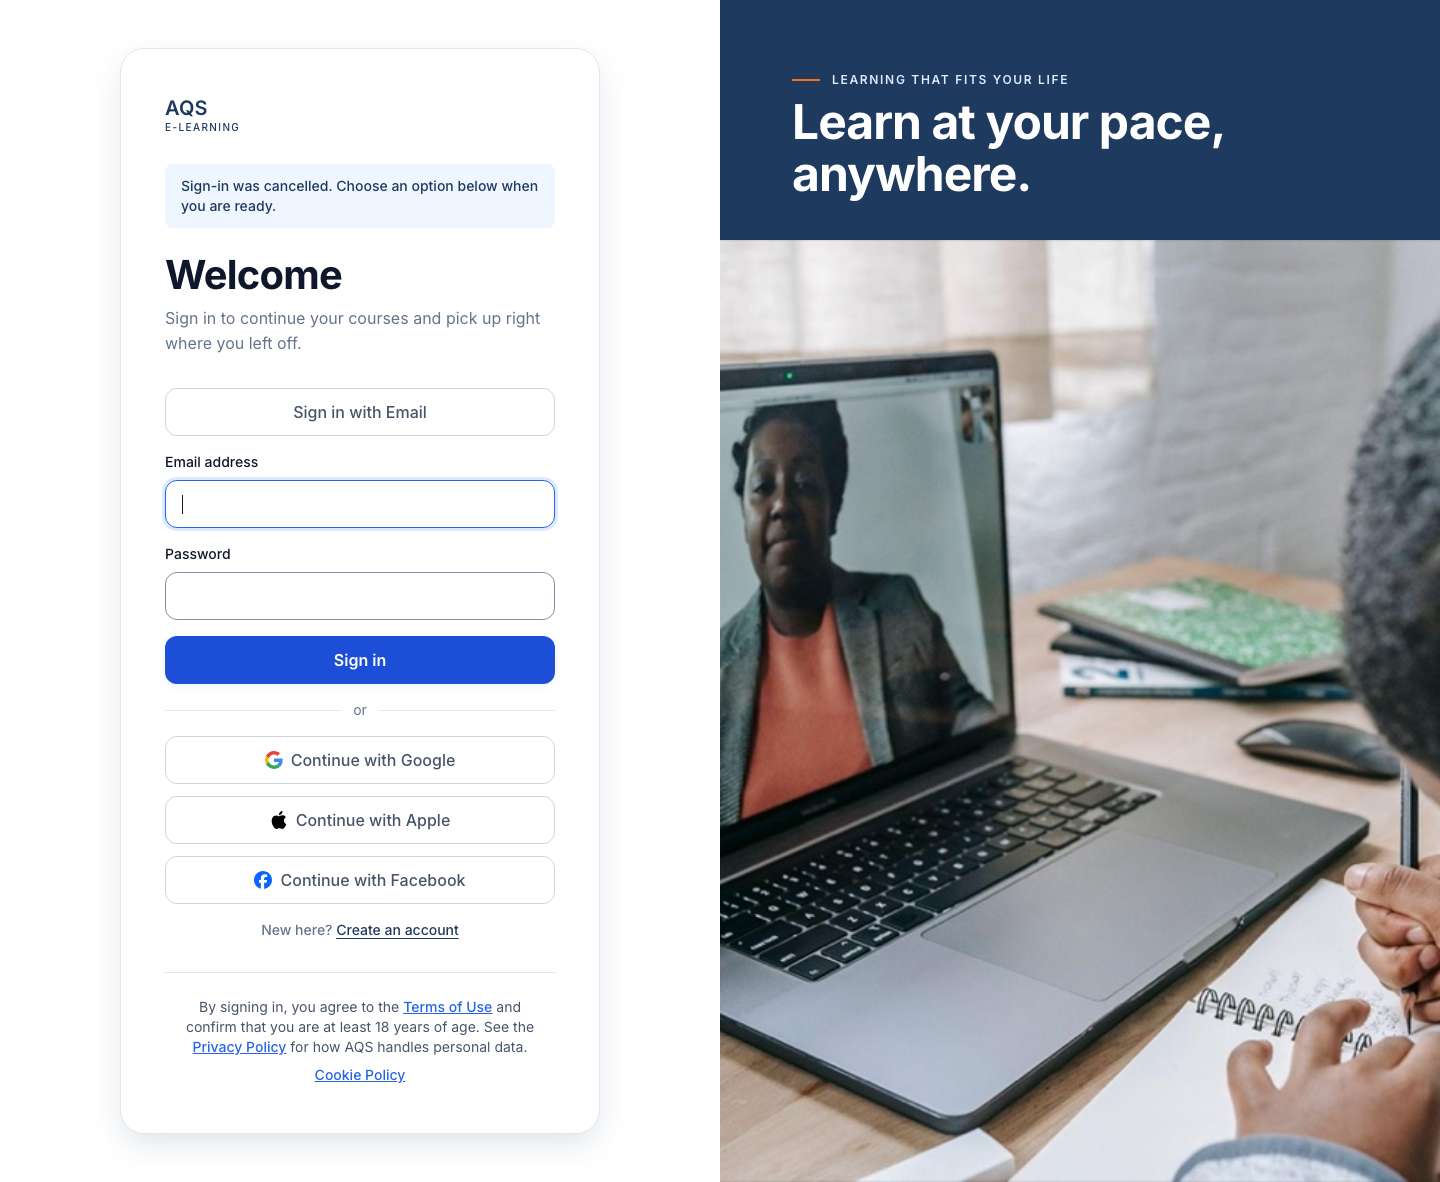 AQS
E-LEARNING
Sign-in was cancelled. Choose an option below when
you are ready.
Welcome
Sign in to continue your courses and pick up right
where you left off.
Sign in with Email
Email address
Password
Sign in
or
Continue with Google
Continue with Apple
Continue with Facebook
New here? Create an account
By signing in, you agree to the Terms of Use and
confirm that you are at least 18 years of age. See the
Privacy Policy for how AQS handles personal data.
Cookie Policy
LEARNING THAT FITS YOUR LIFE
Learn at your pace,
anywhere.